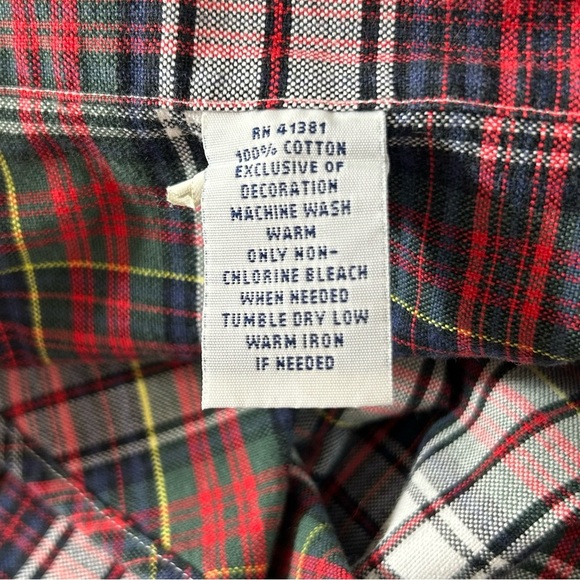 RN 41381
100% COTTON
EXCLUSIVE OF
DECORATION
MACHINE WASH
WARM
ONLY NON-
CHLORINE BLEACH
WHEN NEEDED
TUMBLE DRY LOW
WARM IRON
IF NEEDED